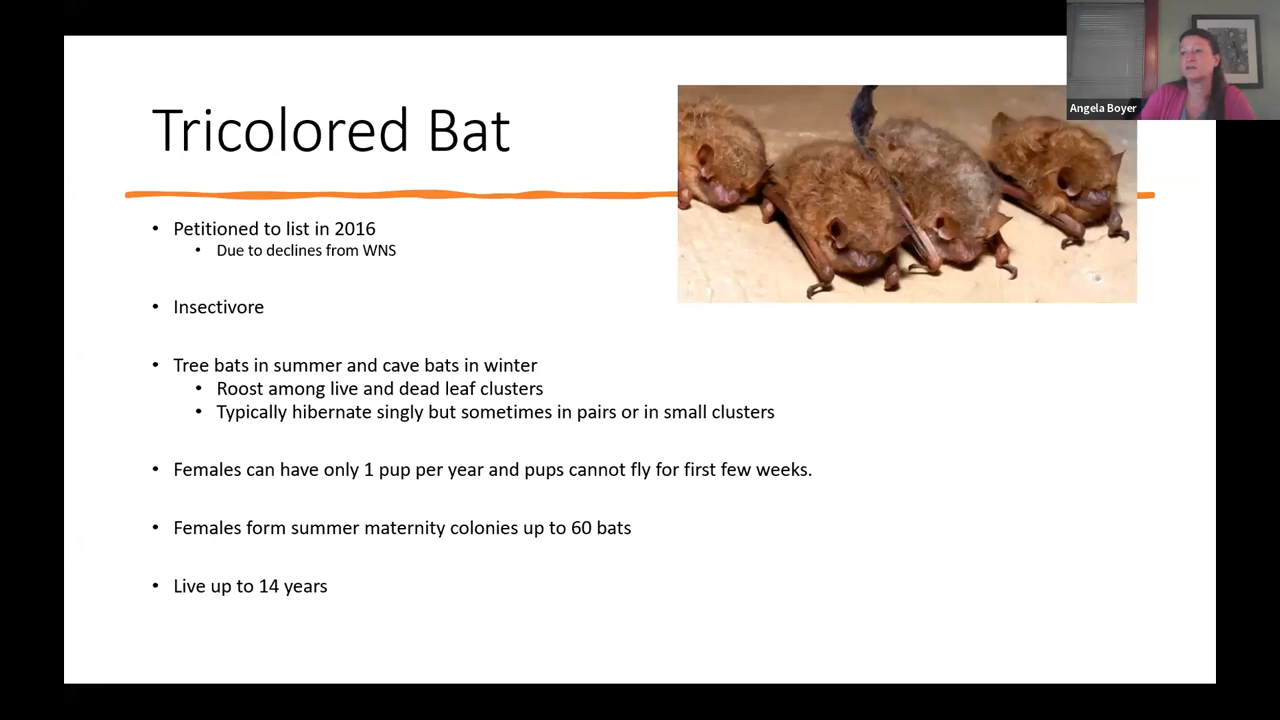 Angela Boyer
Tricolored Bat
• Petitioned to list in 2016
• Due to declines from WNS
• Insectivore
• Tree bats in summer and cave bats in winter
• Roost among live and dead leaf clusters
• Typically hibernate singly but sometimes in pairs or in small clusters
• Females can have only 1 pup per year and pups cannot fly for first few weeks.
• Females form summer maternity colonies up to 60 bats
• Live up to 14 years